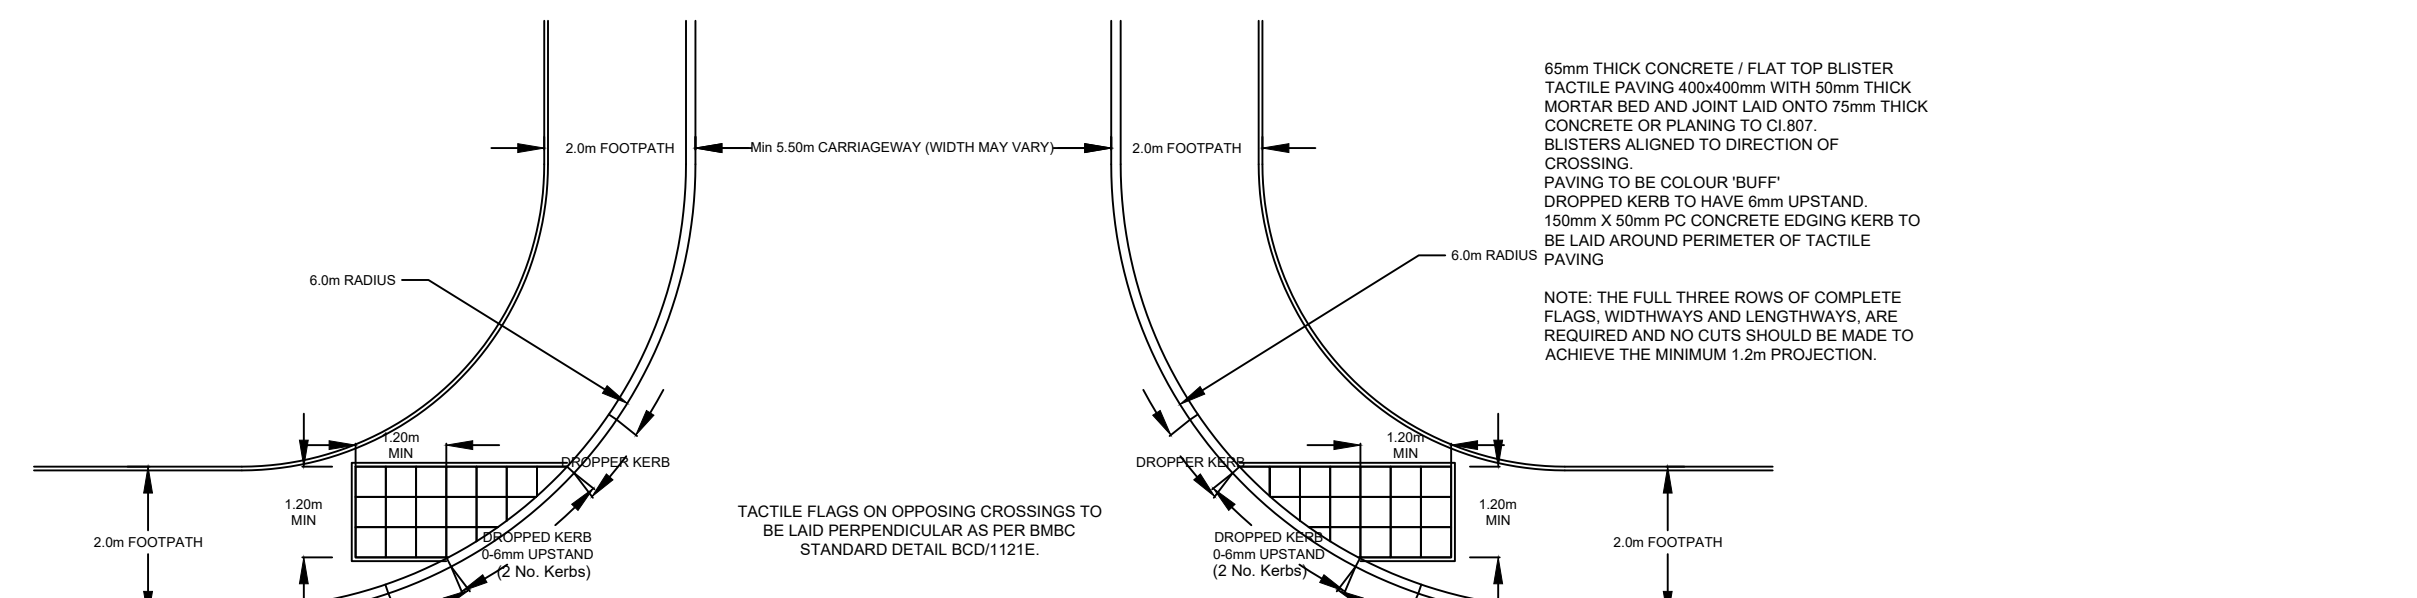 65mm THICK CONCRETE / FLAT TOP BLISTER
TACTILE PAVING 400x400mm WITH 50mm THICK
MORTAR BED AND JOINT LAID ONTO 75mm THICK
CONCRETE OR PLANING TO Cl.807.
BLISTERS ALIGNED TO DIRECTION OF
CROSSING.
PAVING TO BE COLOUR 'BUFF'
DROPPED KERB TO HAVE 6mm UPSTAND.
150mm X 50mm PC CONCRETE EDGING KERB TO
BE LAID AROUND PERIMETER OF TACTILE
PAVING
NOTE: THE FULL THREE ROWS OF COMPLETE
FLAGS, WIDTHWAYS AND LENGTHWAYS, ARE
REQUIRED AND NO CUTS SHOULD BE MADE TO
ACHIEVE THE MINIMUM 1.2m PROJECTION.
2.0m FOOTPATH
Min 5.50m CARRIAGEWAY (WIDTH MAY VARY)
2.0m FOOTPATH
6.0m RADIUS
6.0m RADIUS
1.20m
MIN
DROPPER KERB
DROPPER KERB
1.20m
MIN
1.20m
MIN
1.20m
MIN
2.0m FOOTPATH
DROPPED KERB
0-6mm UPSTAND
(2 No. Kerbs)
TACTILE FLAGS ON OPPOSING CROSSINGS TO
BE LAID PERPENDICULAR AS PER BMBC
STANDARD DETAIL BCD/1121E.
DROPPED KERB
0-6mm UPSTAND
(2 No. Kerbs)
2.0m FOOTPATH